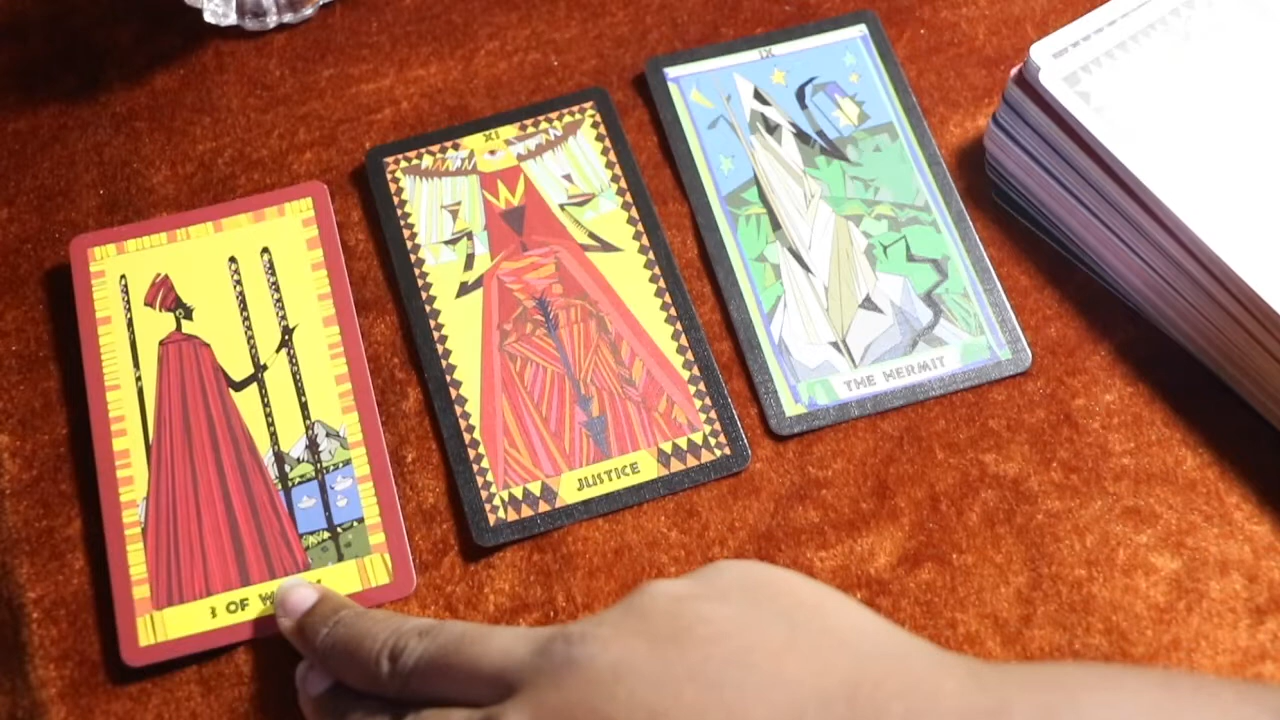 3 OF
XI
JUSTICE
IX
THE HERMIT